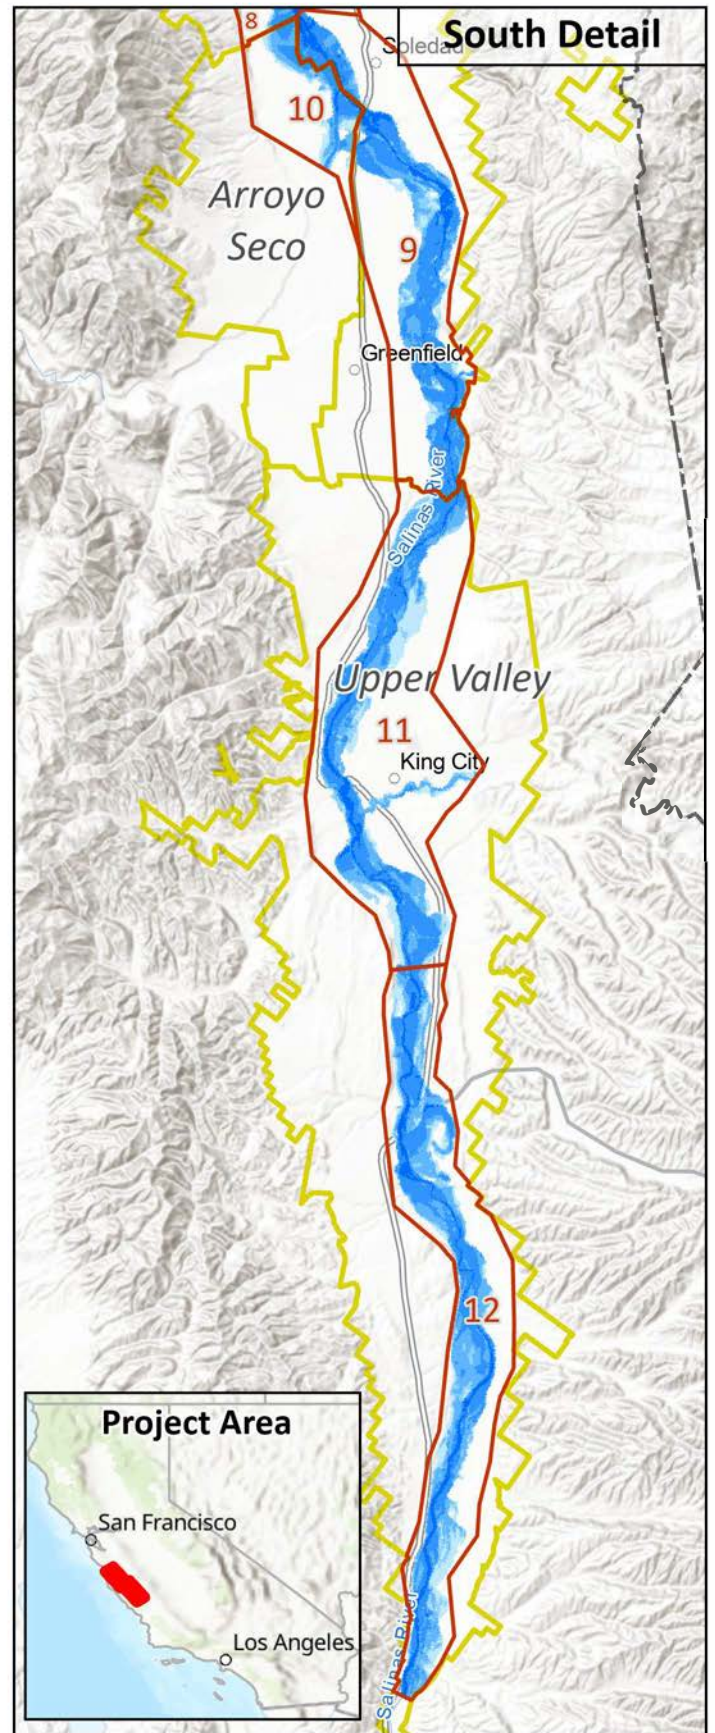 South Detail
8
Soledad
10
Arroyo
Seco
9
Greenfield
Salinas River
Upper Valley
11
King City
12
Project Area
San Francisco
Los Angeles
Salinas River